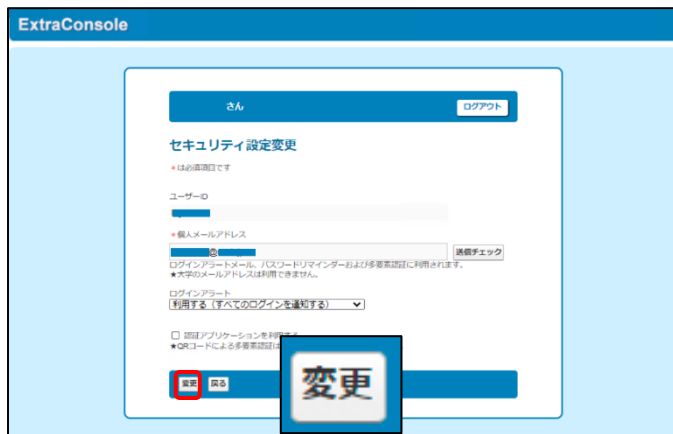 ExtraConsole
さん
ログアウト
セキュリティ設定変更
*は必須項目です
ユーザーID
*個人メールアドレス
@
送信チェック
ログインアラートメール、パスワードリマインダーおよび多要素認証に利用されます。
★大学のメールアドレスは利用できません。
ログインアラート
利用する(すべてのログインを通知する)
認証アプリケーションを利用する
★QRコードによる多要素認証は
変更 戻る
変更